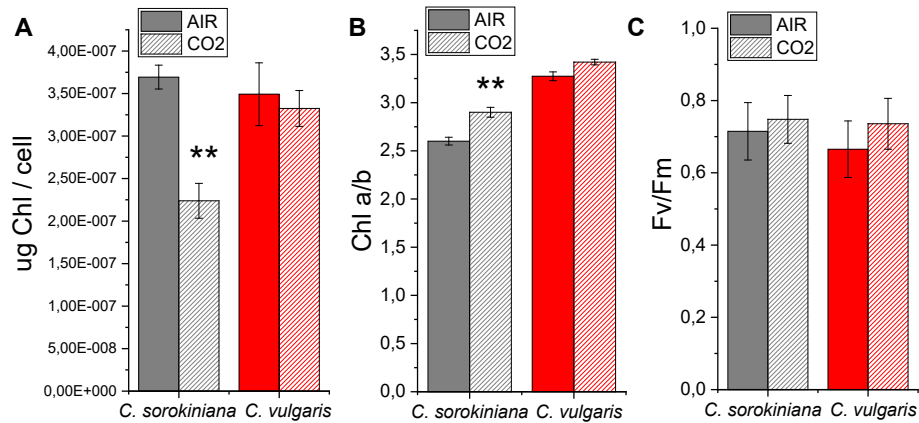 A
AIR
CO2
ug Chl / cell
4,00E-007
3,50E-007
3,00E-007
2,50E-007
2,00E-007
1,50E-007
1,00E-007
5,00E-008
0,00E+000
**
C. sorokiniana C. vulgaris
B
AIR
CO2
Chl a/b
3,5
3,0
2,5
2,0
1,5
1,0
0,5
0,0
**
C. sorokiniana C. vulgaris
C
AIR
CO2
Fv/Fm
1,0
0,8
0,6
0,4
0,2
0,0
C. sorokiniana C. vulgaris